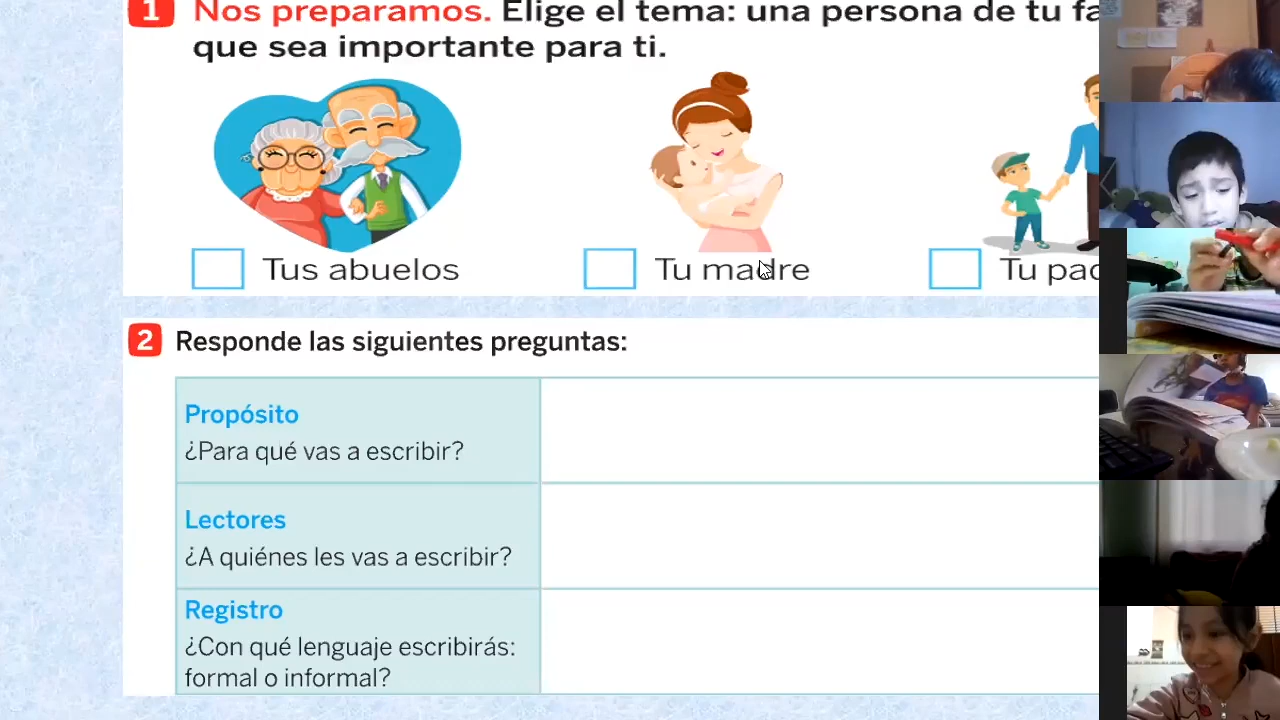 1 Nos preparamos. Elige el tema: una persona de tu fa
que sea importante para ti.
Tus abuelos
Tu madre
Tu pad
2 Responde las siguientes preguntas:
Propósito
¿Para qué vas a escribir?
Lectores
¿A quiénes les vas a escribir?
Registro
¿Con qué lenguaje escribirás:
formal o informal?